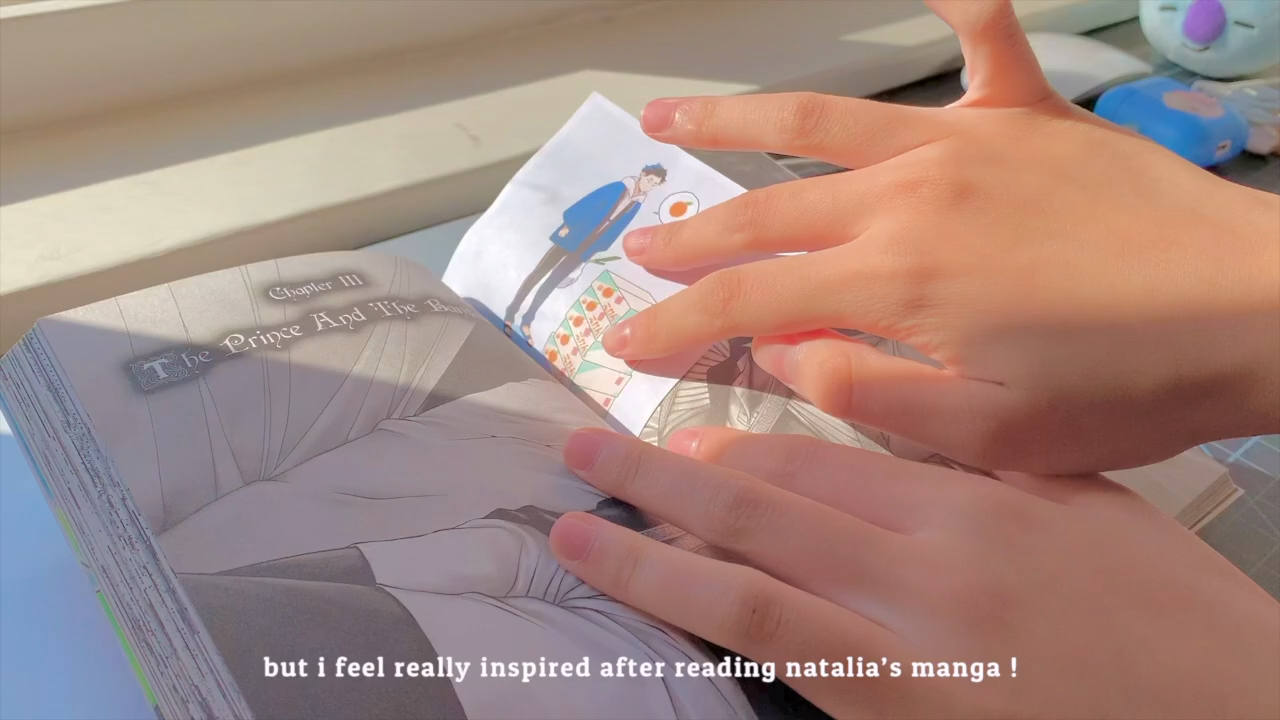 Chapter III
The Prince And The
but i feel really inspired after reading natalia's manga !